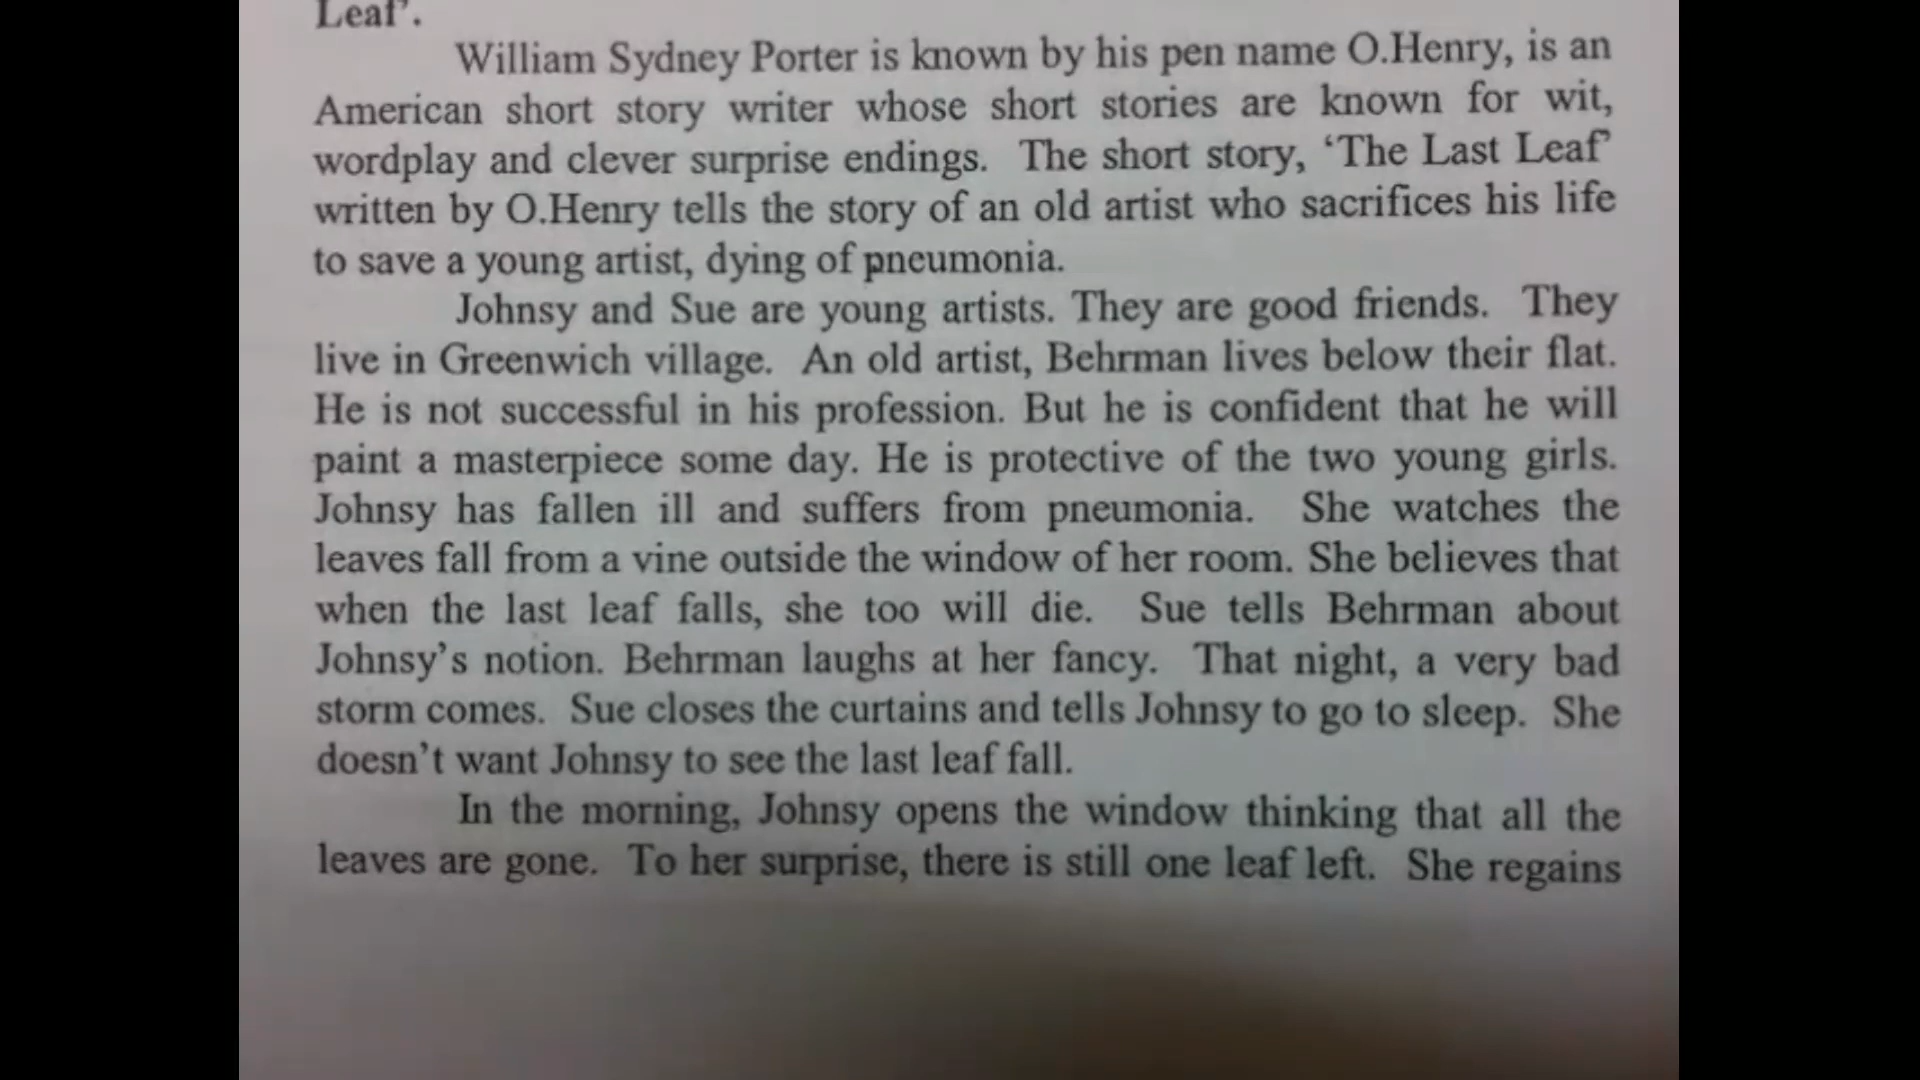 Leaf’.
William Sydney Porter is known by his pen name O.Henry, is an
American short story writer whose short stories are known for wit,
wordplay and clever surprise endings. The short story, ‘The Last Leaf’
written by O.Henry tells the story of an old artist who sacrifices his life
to save a young artist, dying of pneumonia.
Johnsy and Sue are young artists. They are good friends. They
live in Greenwich village. An old artist, Behrman lives below their flat.
He is not successful in his profession. But he is confident that he will
paint a masterpiece some day. He is protective of the two young girls.
Johnsy has fallen ill and suffers from pneumonia. She watches the
leaves fall from a vine outside the window of her room. She believes that
when the last leaf falls, she too will die. Sue tells Behrman about
Johnsy’s notion. Behrman laughs at her fancy. That night, a very bad
storm comes. Sue closes the curtains and tells Johnsy to go to sleep. She
doesn’t want Johnsy to see the last leaf fall.
In the morning, Johnsy opens the window thinking that all the
leaves are gone. To her surprise, there is still one leaf left. She regains